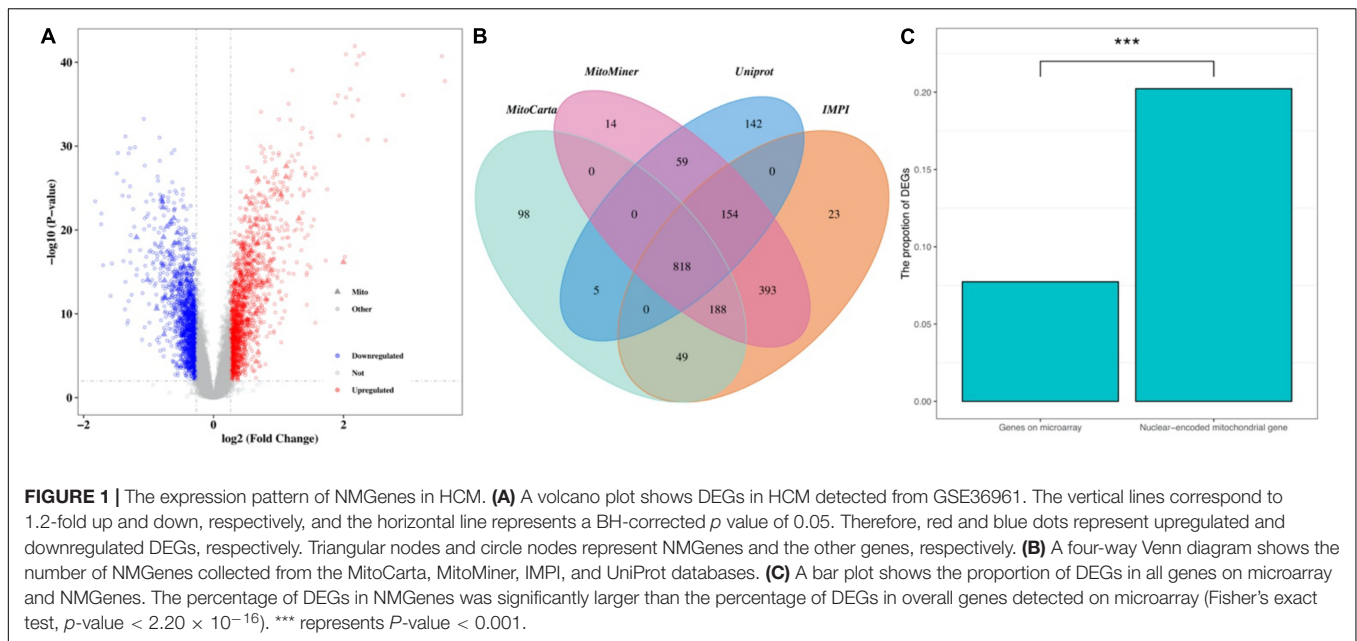 A
40
30
20
10
0
−log10 (P−value)
−2
0
2
log2 (Fold Change)
Mito
Other
Downregulated
Not
Upregulated
B
MitoCarta
MitoMiner
Uniprot
IMPI
14
142
0
59
0
98
0
154
23
818
5
0
188
393
49
C
***
The propotion of DEGs
0.20
0.15
0.10
0.05
0.00
Genes on microarray
Nuclear−encoded mitochondrial gene
FIGURE 1 | The expression pattern of NMGenes in HCM. (A) A volcano plot shows DEGs in HCM detected from GSE36961. The vertical lines correspond to
1.2-fold up and down, respectively, and the horizontal line represents a BH-corrected p value of 0.05. Therefore, red and blue dots represent upregulated and
downregulated DEGs, respectively. Triangular nodes and circle nodes represent NMGenes and the other genes, respectively. (B) A four-way Venn diagram shows the
number of NMGenes collected from the MitoCarta, MitoMiner, IMPI, and UniProt databases. (C) A bar plot shows the proportion of DEGs in all genes on microarray
and NMGenes. The percentage of DEGs in NMGenes was significantly larger than the percentage of DEGs in overall genes detected on microarray (Fisher's exact
test, p-value < 2.20 × 10⁻¹⁶). *** represents P-value < 0.001.